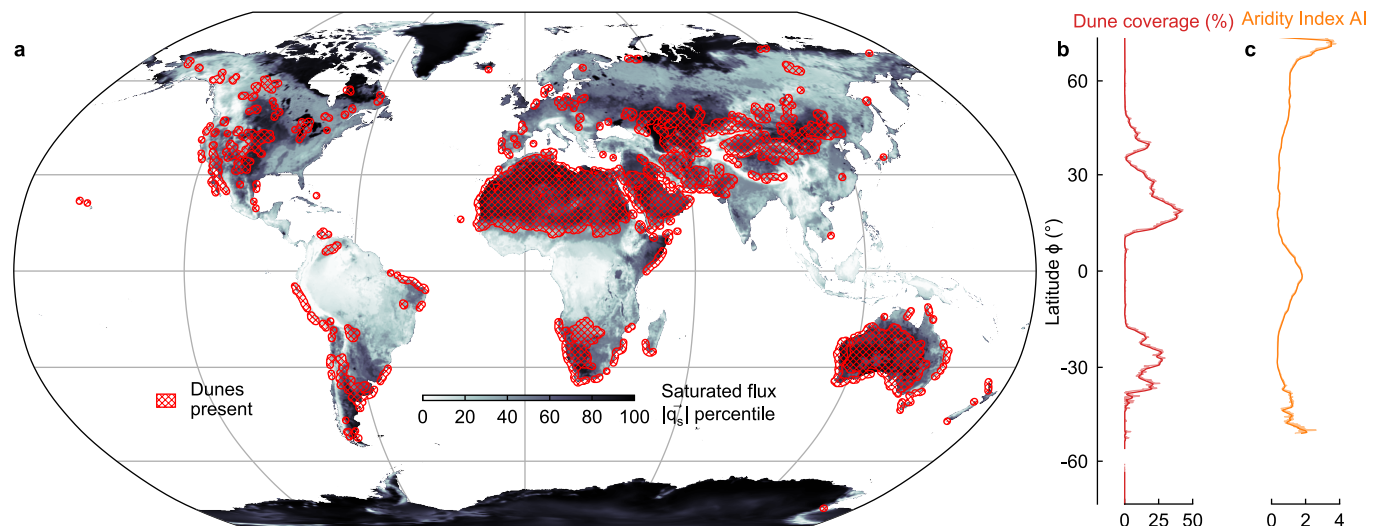 Dune coverage (%) Aridity Index AI
a
b
c
Latitude ϕ (°)
60
30
0
-30
-60
Dunes
present
0 20 40 60 80 100
Saturated flux
|q⃗s| percentile
0 25 50
0 2 4